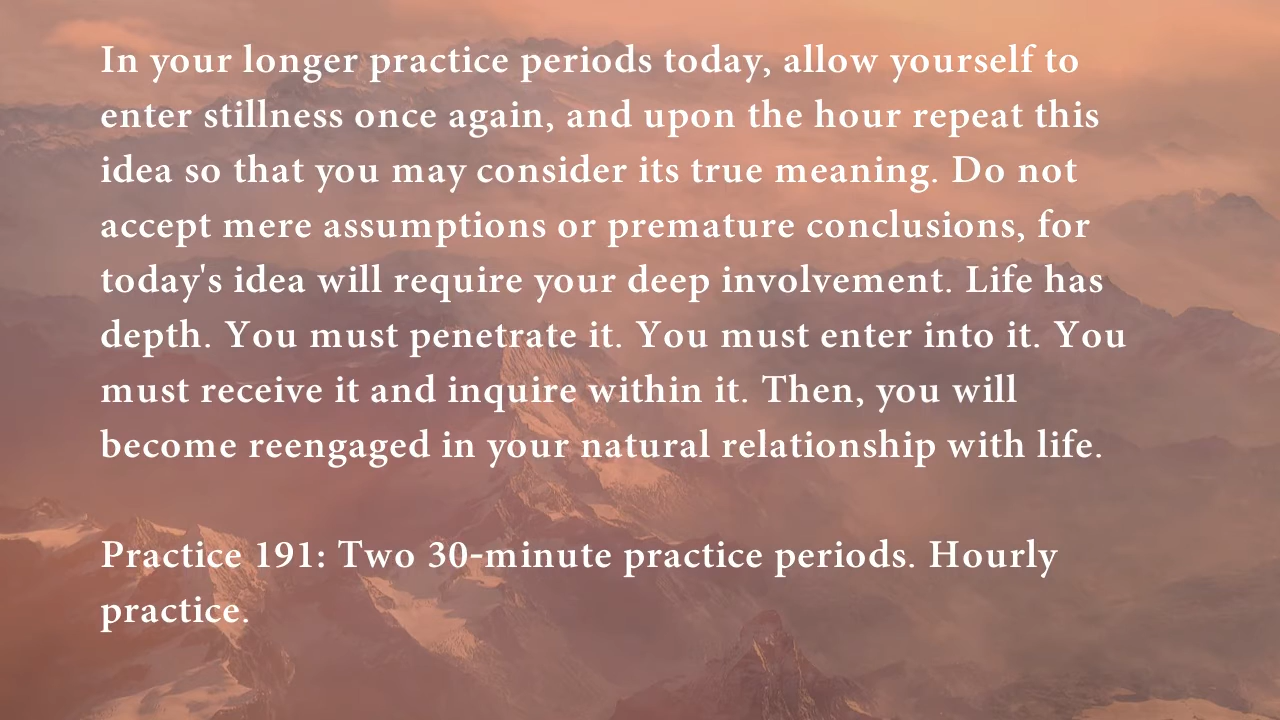 In your longer practice periods today, allow yourself to
enter stillness once again, and upon the hour repeat this
idea so that you may consider its true meaning. Do not
accept mere assumptions or premature conclusions, for
today's idea will require your deep involvement. Life has
depth. You must penetrate it. You must enter into it. You
must receive it and inquire within it. Then, you will
become reengaged in your natural relationship with life.
Practice 191: Two 30-minute practice periods. Hourly
practice.